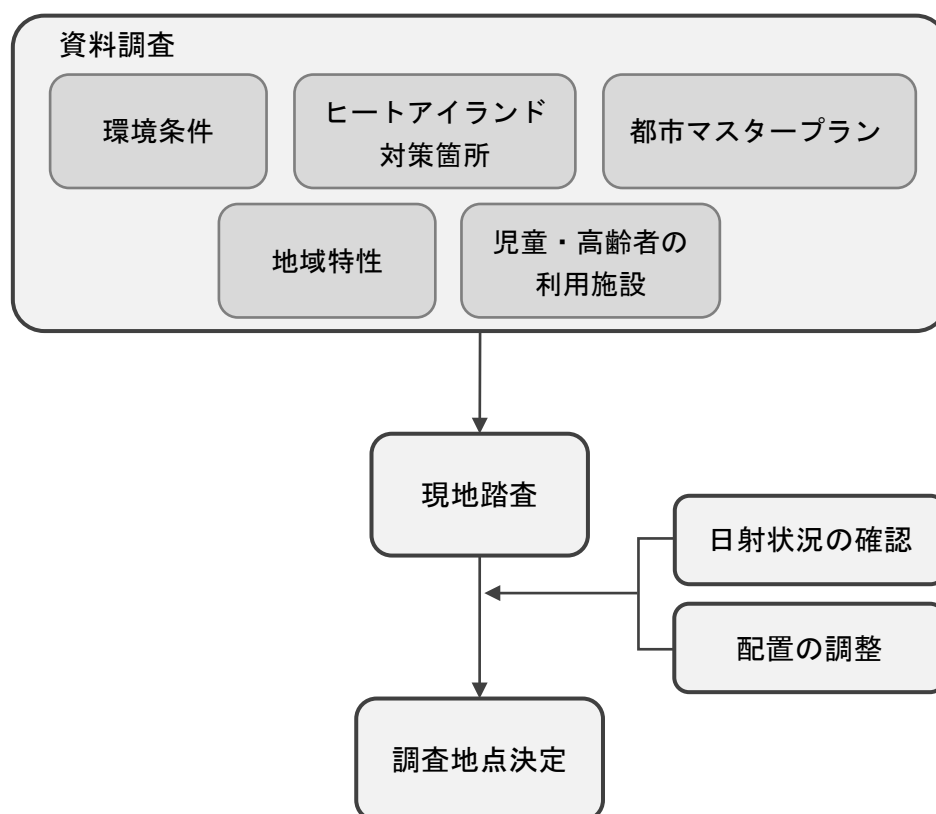 資料調査
環境条件
ヒートアイランド
対策箇所
都市マスタープラン
地域特性
児童・高齢者の
利用施設
現地踏査
日射状況の確認
配置の調整
調査地点決定